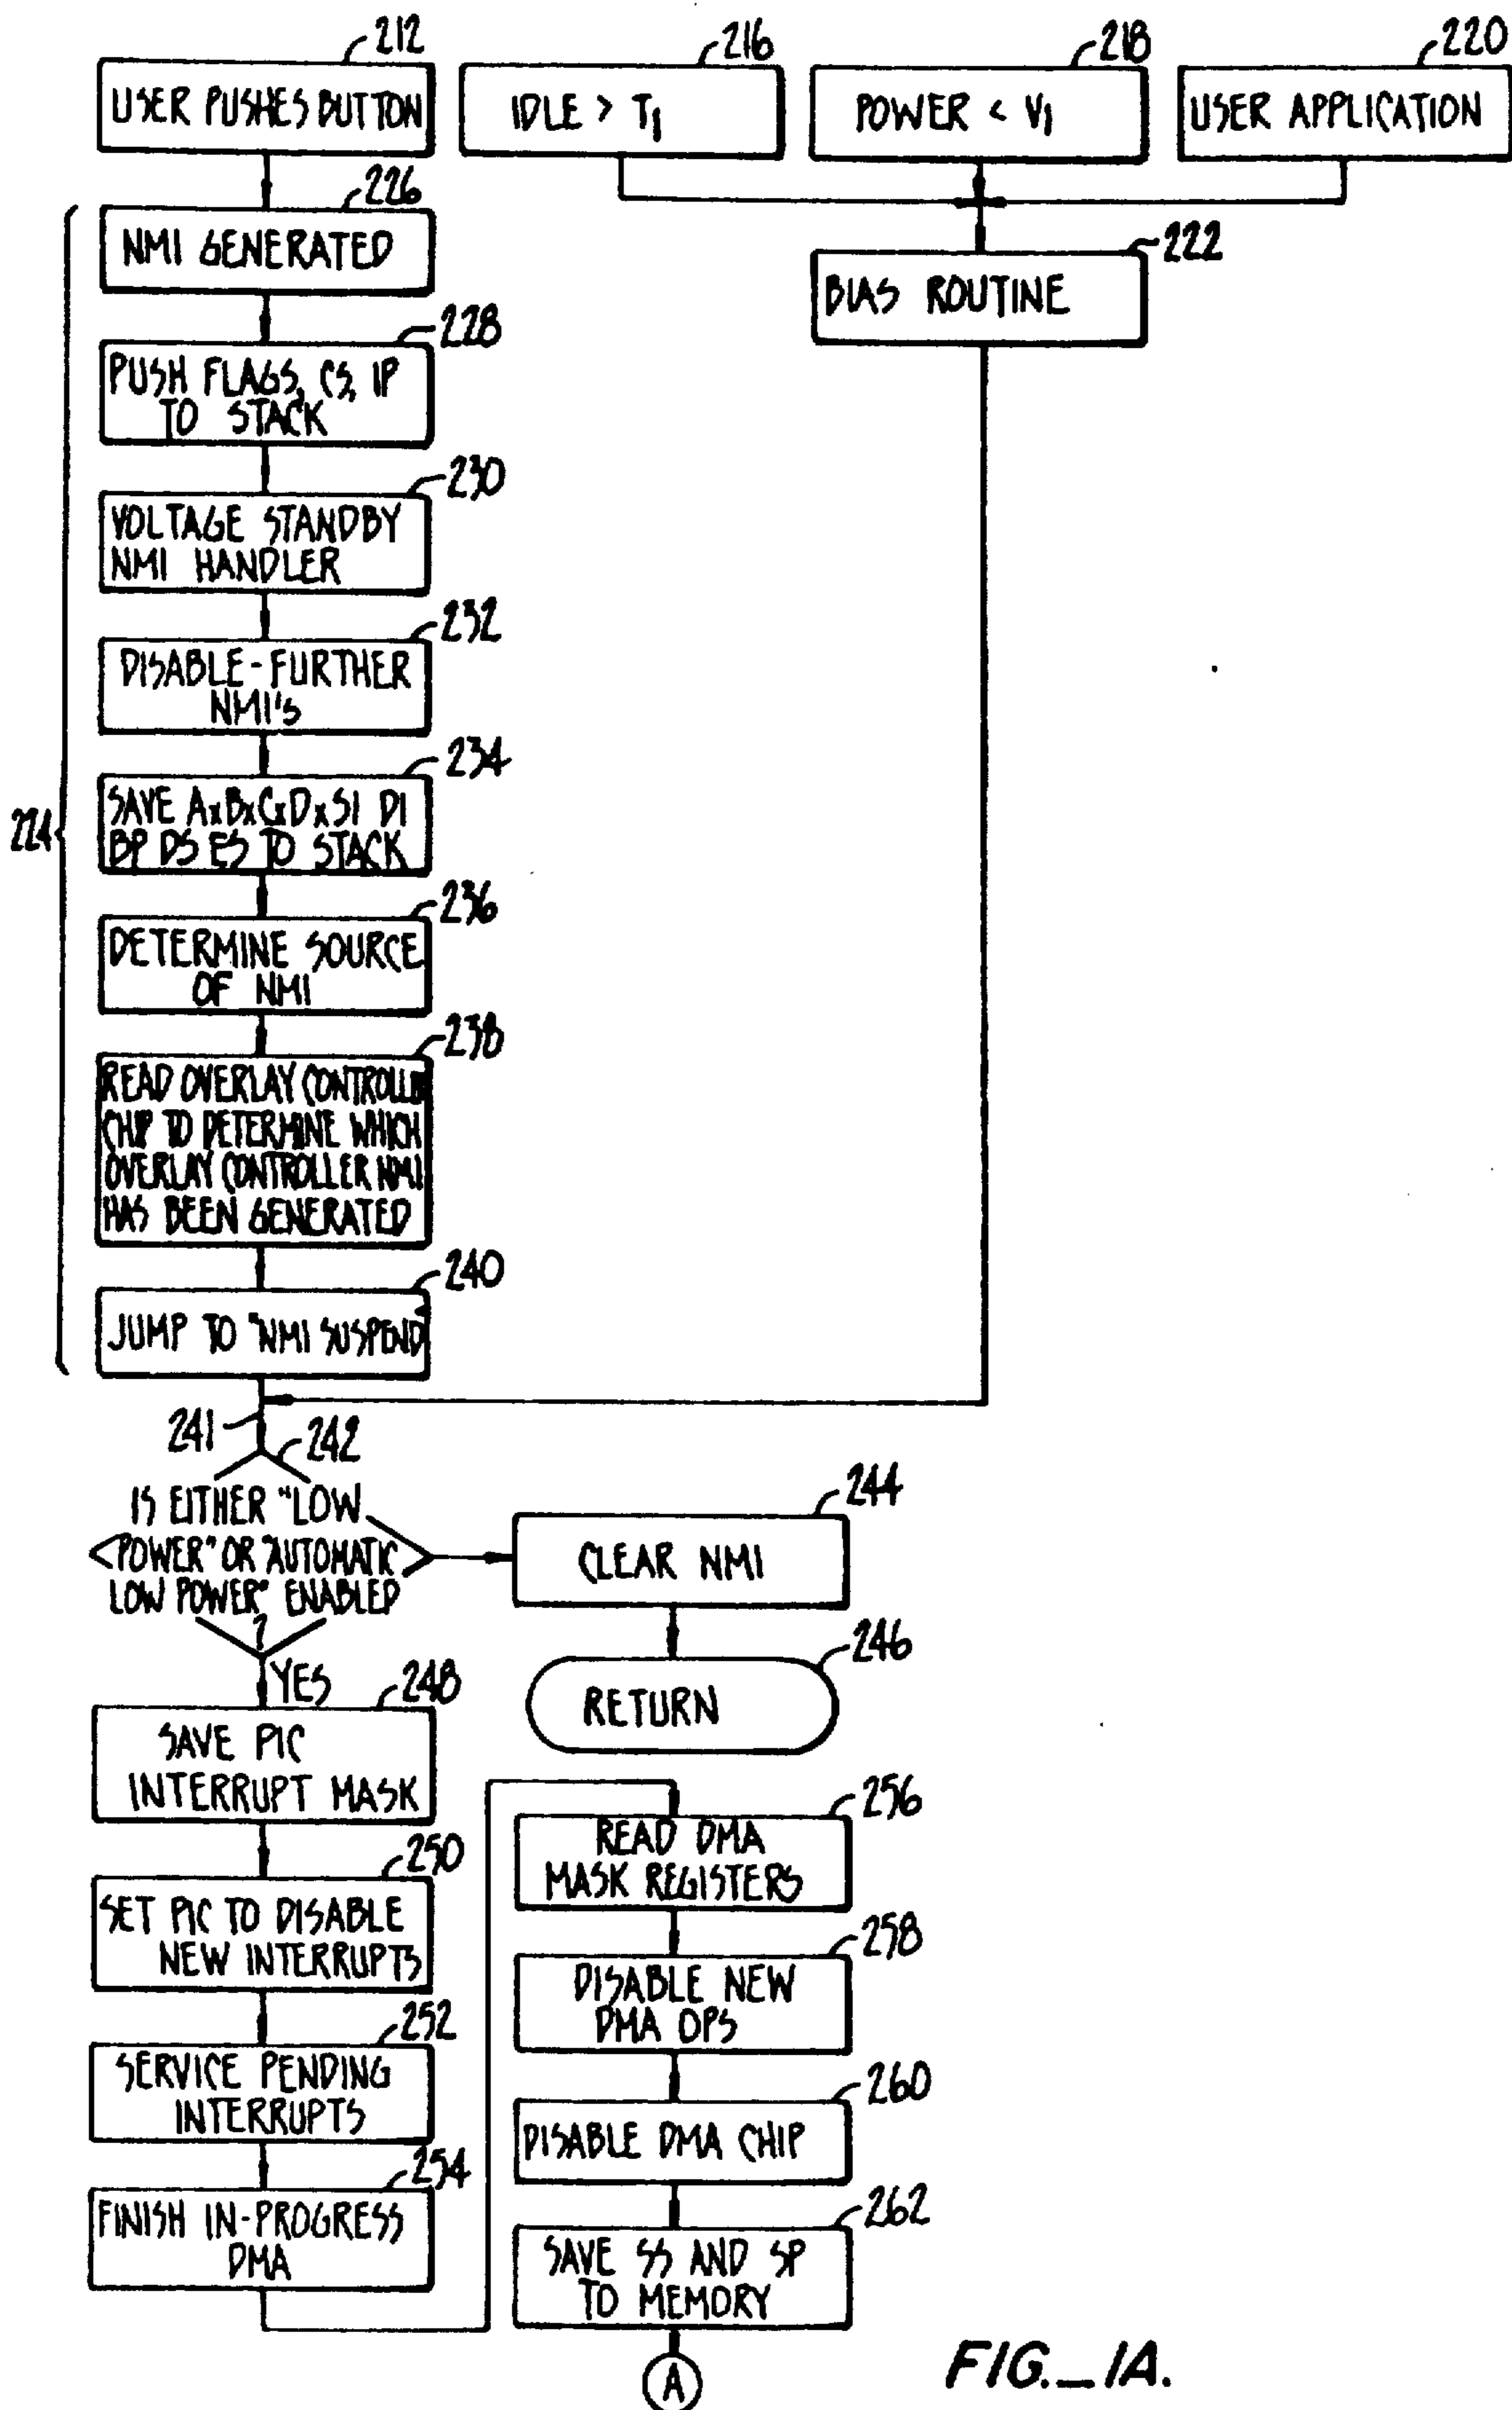 212
USER PUSHES BUTTON
216
IDLE > T1
218
POWER < V1
220
USER APPLICATION
226
NMI GENERATED
222
BIAS ROUTINE
228
PUSH FLAGS, CS, IP
TO STACK
230
VOLTAGE STANDBY
NMI HANDLER
232
DISABLE-FURTHER
NMI's
234
SAVE AxBxCxDxSI DI
BP DS ES TO STACK
224
236
DETERMINE SOURCE
OF NMI
238
READ OVERLAY CONTROLLER
CHIP TO DETERMINE WHICH
OVERLAY CONTROLLER NMI
HAS BEEN GENERATED
240
JUMP TO "NMI SUSPEND"
241
242
IS EITHER "LOW
POWER" OR "AUTOMATIC
LOW POWER" ENABLED
?
YES
244
CLEAR NMI
246
RETURN
248
SAVE PIC
INTERRUPT MASK
250
SET PIC TO DISABLE
NEW INTERRUPTS
252
SERVICE PENDING
INTERRUPTS
254
FINISH IN-PROGRESS
DMA
256
READ DMA
MASK REGISTERS
258
DISABLE NEW
DMA OPS
260
DISABLE DMA CHIP
262
SAVE SS AND SP
TO MEMORY
A
FIG._1A.